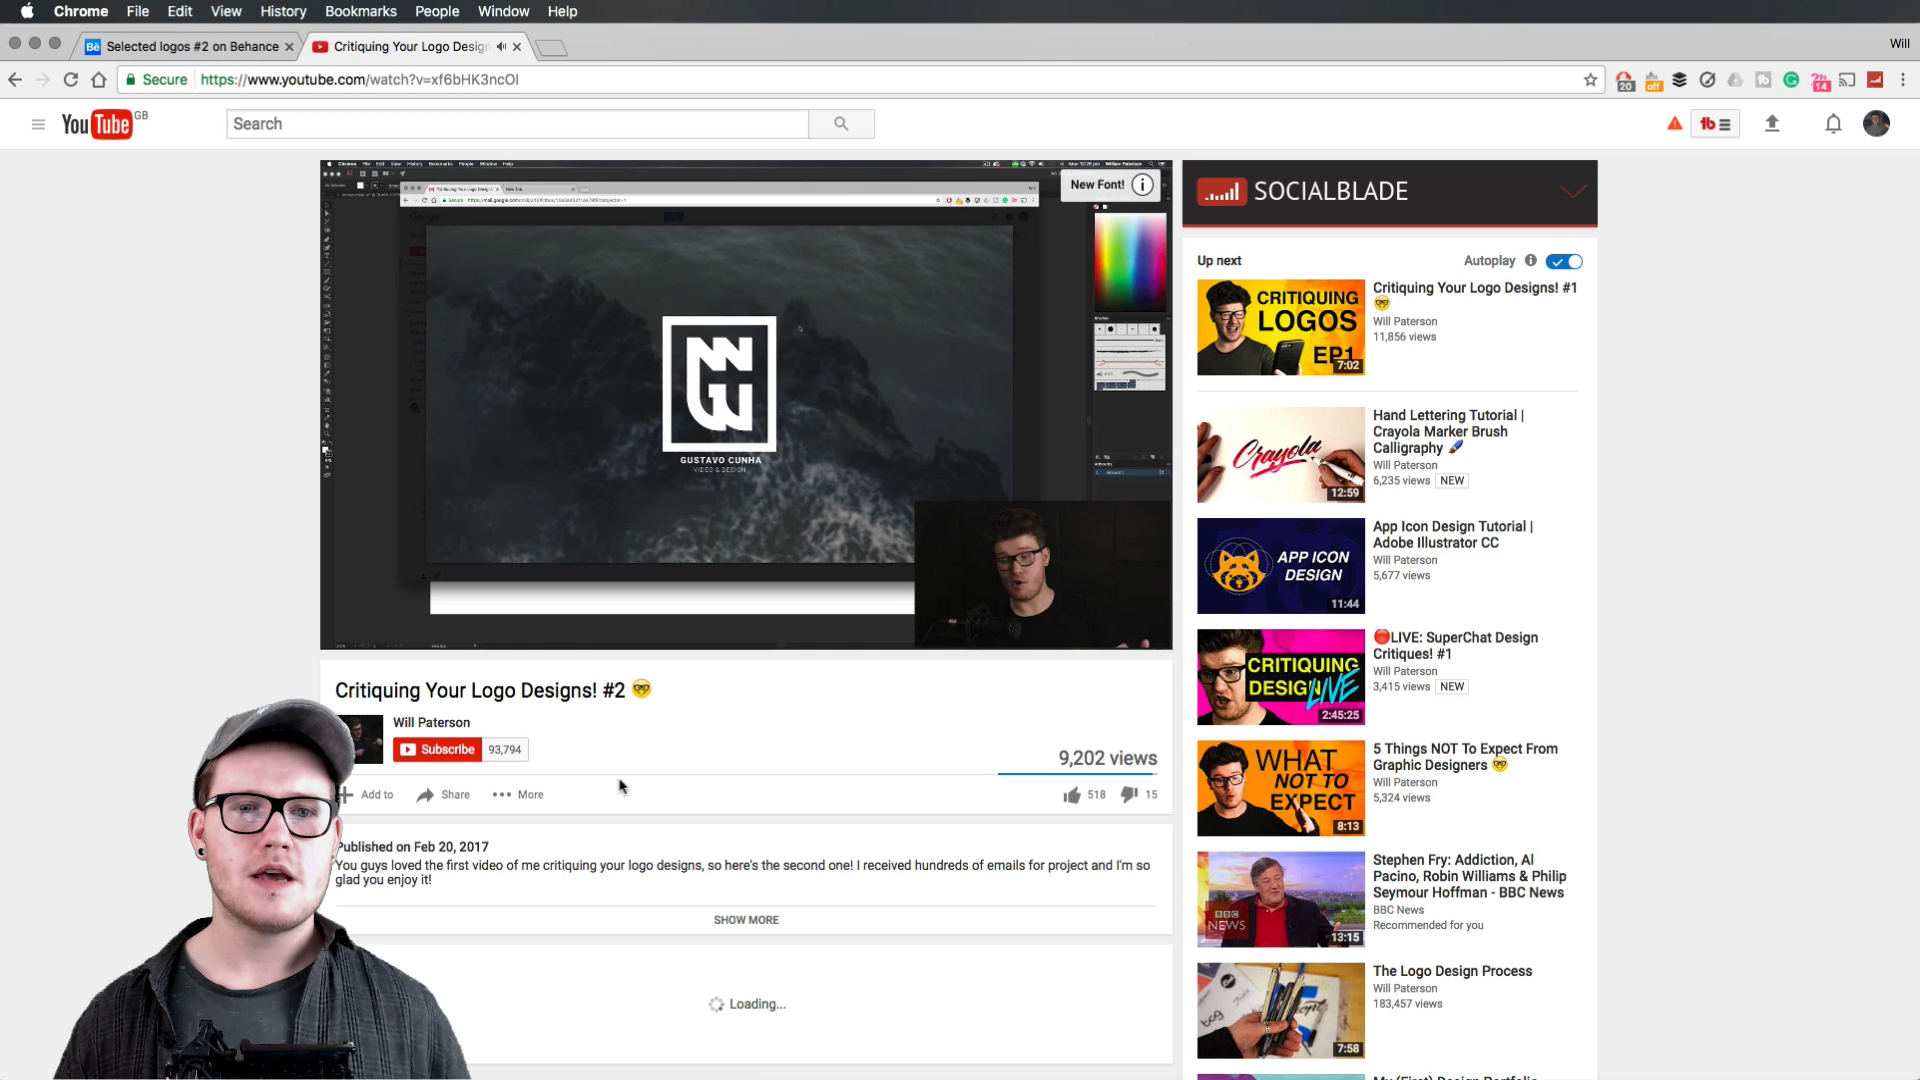 Chrome File Edit View History Bookmarks People Window Help
Selected logos #2 on Behance
Critiquing Your Logo Design
Will
Secure https://www.youtube.com/watch?v=xf6bHK3ncOI
20 off 14
YouTube GB
Search
New Font!
GUSTAVO CUNHA
VIDEO & DESIGN
SOCIALBLADE
Up next
Autoplay
CRITIQUING
LOGOS
EP1
7:02
Critiquing Your Logo Designs! #1
🤓
Will Paterson
11,856 views
Crayola
12:59
Hand Lettering Tutorial |
Crayola Marker Brush
Calligraphy 🖌
Will Paterson
6,235 views NEW
APP ICON
DESIGN
11:44
App Icon Design Tutorial |
Adobe Illustrator CC
Will Paterson
5,677 views
CRITIQUING
DESIGN LIVE
2:45:25
🔴LIVE: SuperChat Design
Critiques! #1
Will Paterson
3,415 views NEW
WHAT
NOT TO
EXPECT
8:13
5 Things NOT To Expect From
Graphic Designers 🤓
Will Paterson
5,324 views
BBC
NEWS
13:15
Stephen Fry: Addiction, Al
Pacino, Robin Williams & Philip
Seymour Hoffman - BBC News
BBC News
Recommended for you
7:58
The Logo Design Process
Will Paterson
183,457 views
Critiquing Your Logo Designs! #2 🤓
Will Paterson
Subscribe 93,794
9,202 views
Add to Share More
518 15
Published on Feb 20, 2017
You guys loved the first video of me critiquing your logo designs, so here's the second one! I received hundreds of emails for project and I'm so
glad you enjoy it!
SHOW MORE
Loading...